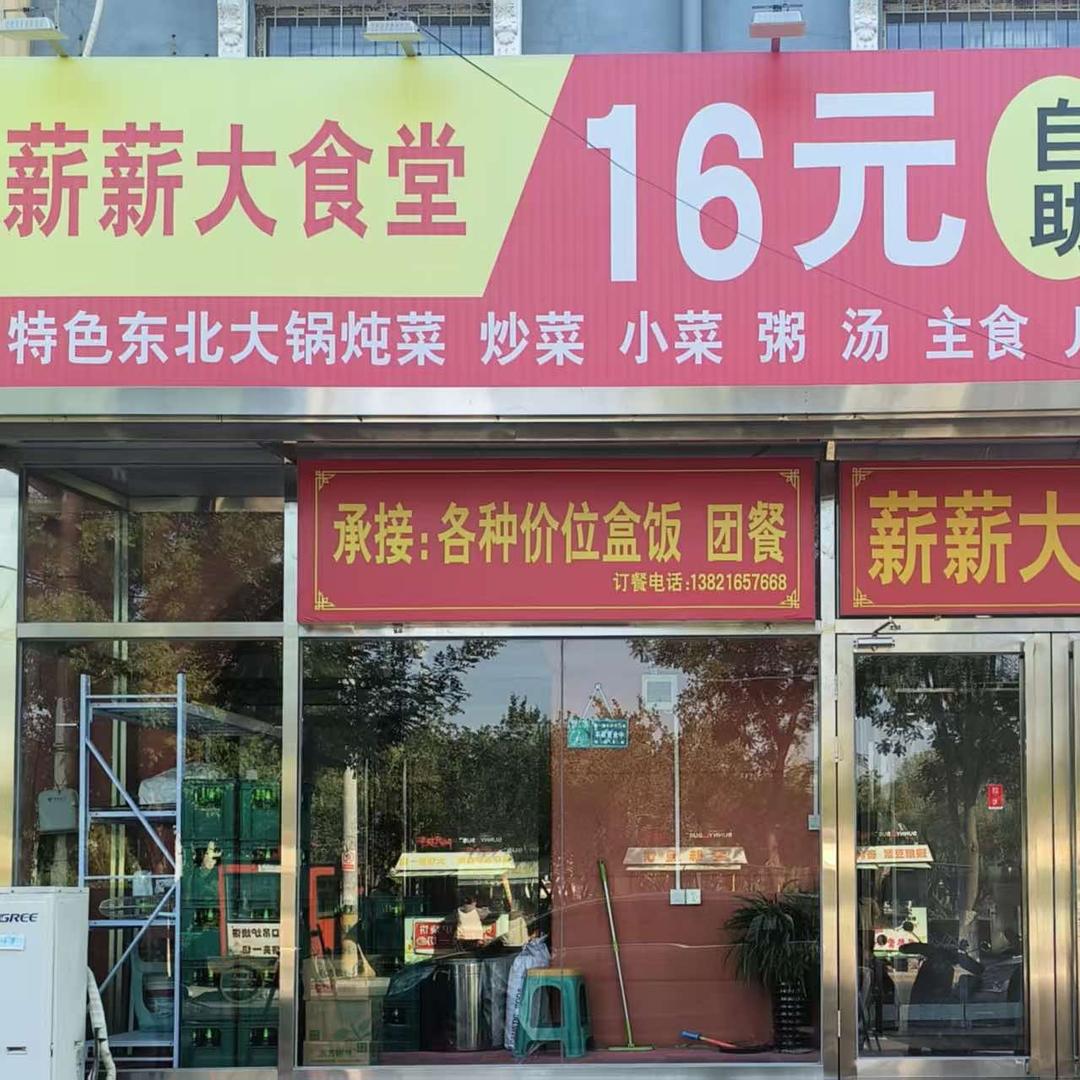 薪薪大食堂
16元
自助
特色东北大锅炖菜 炒菜 小菜 粥 汤 主食
承接:各种价位盒饭 团餐
订餐电话:13821657668
薪薪大
GREE